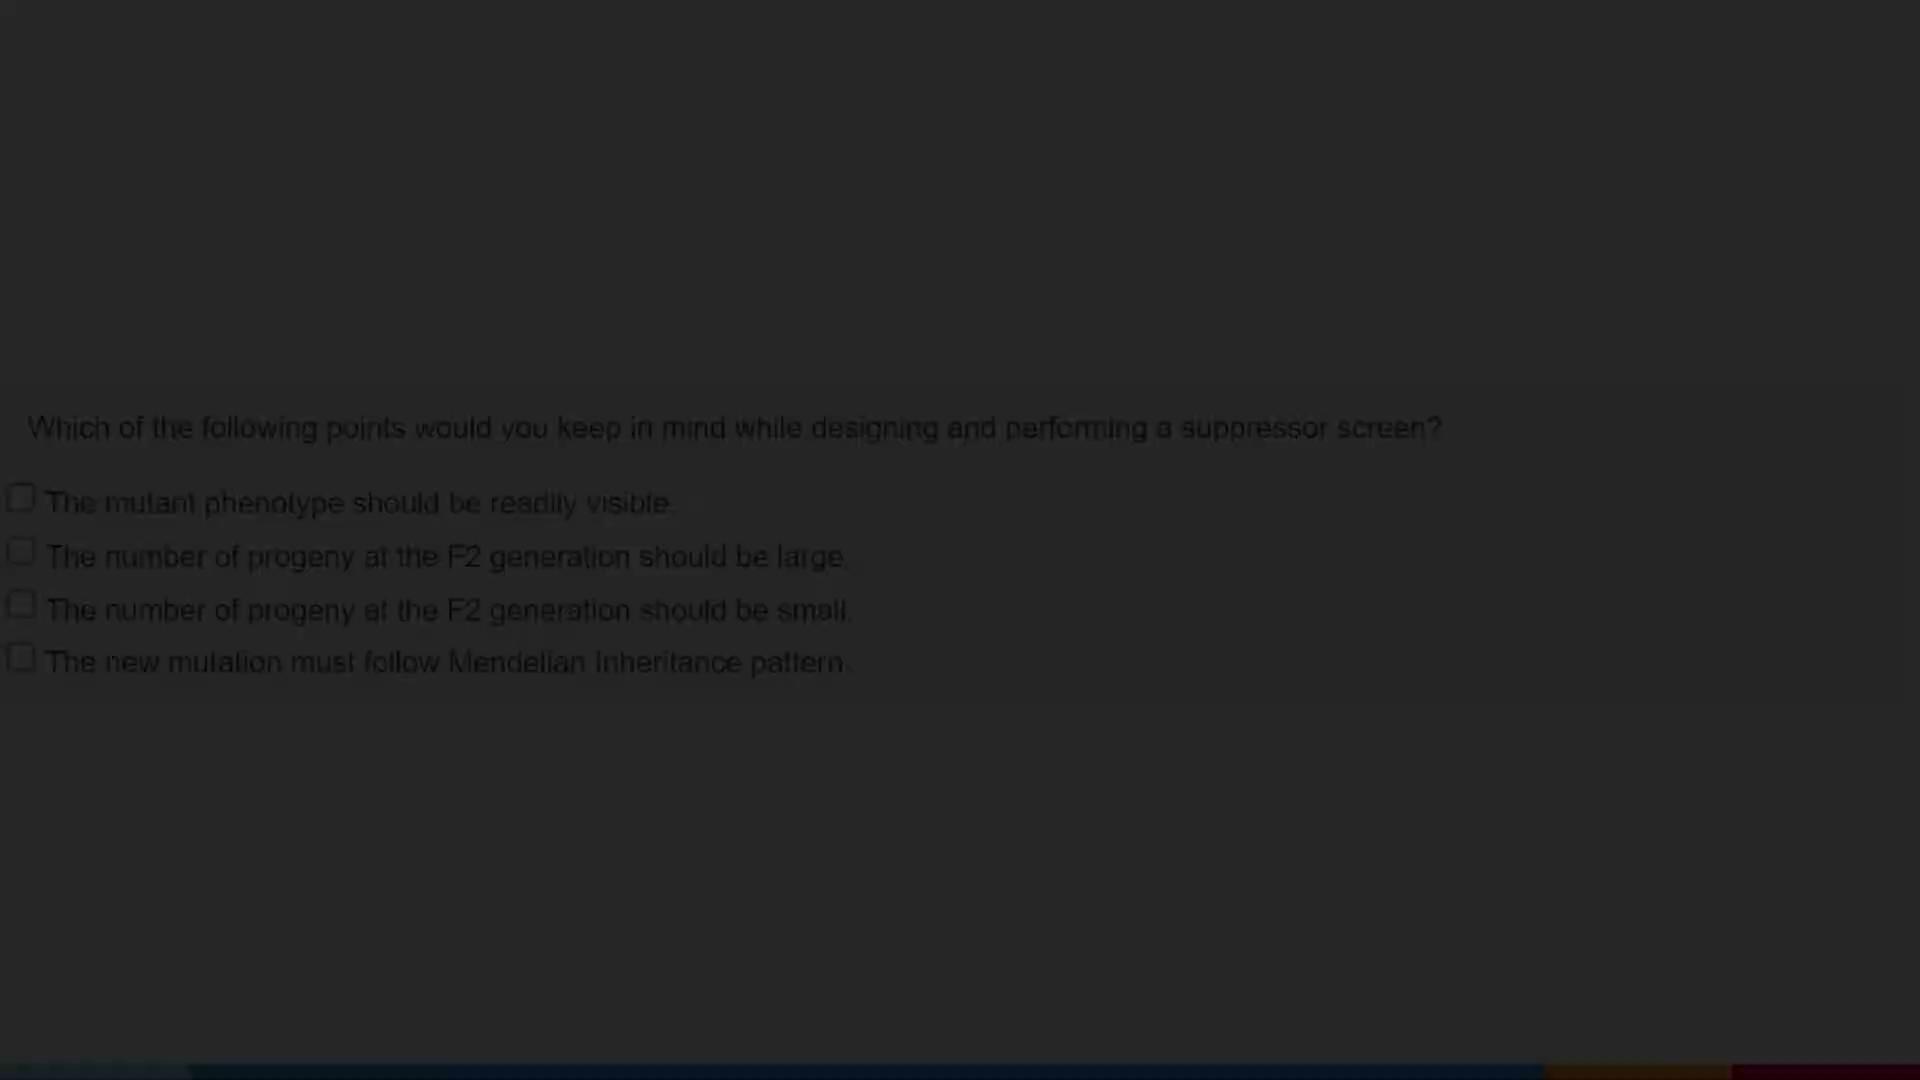 Which of the following points would you keep in mind while designing and performing a suppressor screen?
The mutant phenotype should be readily visible.
The number of progeny at the F2 generation should be large.
The number of progeny at the F2 generation should be small.
The new mutation must follow Mendelian Inheritance pattern.